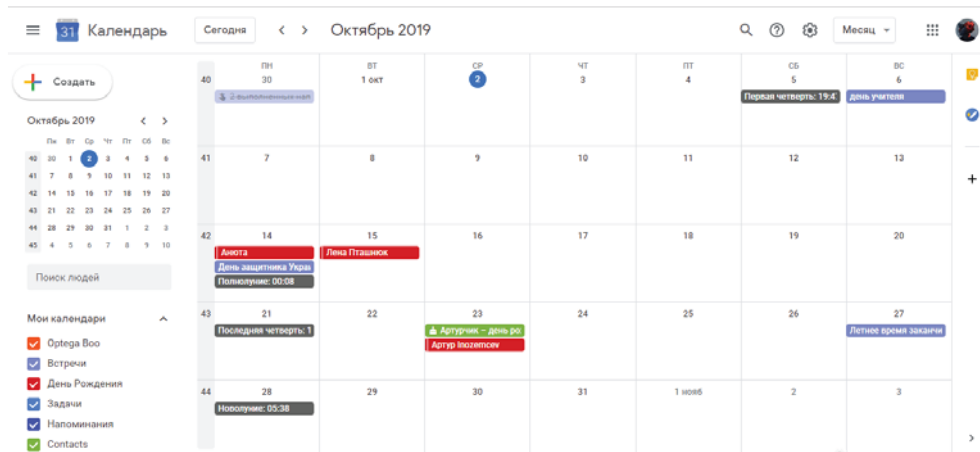 31 Календарь Сегодня Октябрь 2019 Месяц
Создать
Октябрь 2019
Пн Вт Ср Чт Пт Сб Вс
40 30 1 2 3 4 5 6
41 7 8 9 10 11 12 13
42 14 15 16 17 18 19 20
43 21 22 23 24 25 26 27
44 28 29 30 31 1 2 3
45 4 5 6 7 8 9 10
Поиск людей
Мои календари
Öptega Boo
Встречи
День Рождения
Задачи
Напоминания
Contacts
ПН ВТ СР ЧТ ПТ СБ ВС
40 30 1 окт 2 3 4 5 6
Первая четверть: 19:47 день учителя
41 7 8 9 10 11 12 13
42 14 15 16 17 18 19 20
Анюта Лена Пташнюк
День защитника Укра
Полнолуние: 00:08
43 21 22 23 24 25 26 27
Последняя четверть: 1 Артурчик – день ро Летнее время заканчи
Артур Inozemcev
44 28 29 30 31 1 нояб 2 3
Новолуние: 05:38